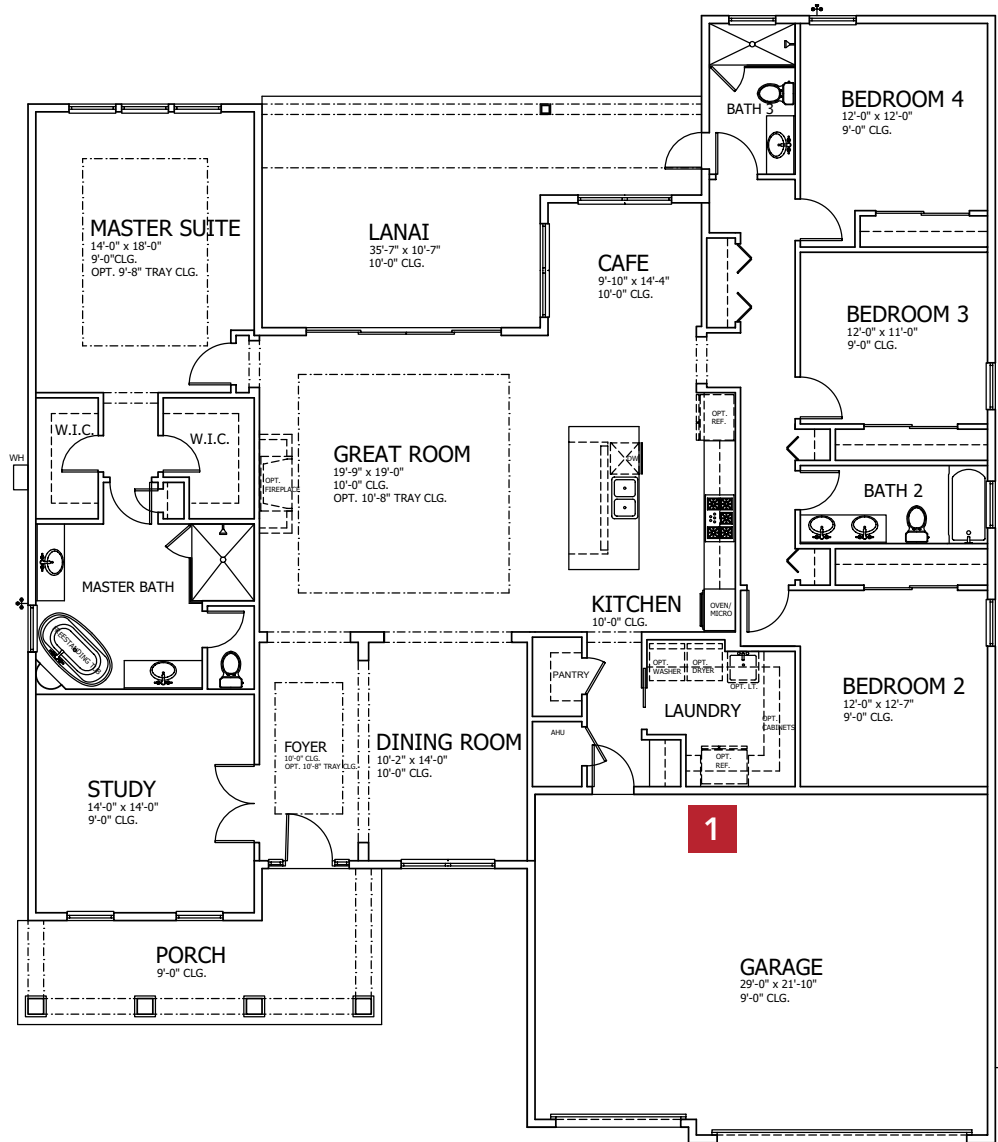 BATH 3
BEDROOM 4
12'-0" x 12'-0"
9'-0" CLG.
MASTER SUITE
14'-0" x 18'-0"
9'-0"CLG.
OPT. 9'-8" TRAY CLG.
LANAI
35'-7" x 10'-7"
10'-0" CLG.
CAFE
9'-10" x 14'-4"
10'-0" CLG.
BEDROOM 3
12'-0" x 11'-0"
9'-0" CLG.
W.I.C.
W.I.C.
WH
OPT.
FIREPLACE
GREAT ROOM
19'-9" x 19'-0"
10'-0" CLG.
OPT. 10'-8" TRAY CLG.
OPT.
REF.
DW
BATH 2
MASTER BATH
FREESTANDING TUB
KITCHEN
10'-0" CLG.
OVEN/
MICRO
PANTRY
OPT.
WASHER
OPT.
DRYER
OPT. LT.
LAUNDRY
OPT.
CABINETS
OPT.
REF.
AHU
BEDROOM 2
12'-0" x 12'-7"
9'-0" CLG.
STUDY
14'-0" x 14'-0"
9'-0" CLG.
FOYER
10'-0" CLG.
OPT. 10'-8" TRAY CLG.
DINING ROOM
10'-2" x 14'-0"
10'-0" CLG.
1
PORCH
9'-0" CLG.
GARAGE
29'-0" x 21'-10"
9'-0" CLG.